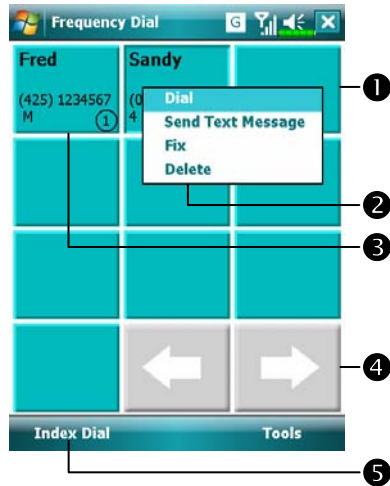 Frequency Dial G
Fred
Sandy
(425) 1234567
M 1
(0
4
Dial
Send Text Message
Fix
Delete
Index Dial
Tools
1
2
3
4
5